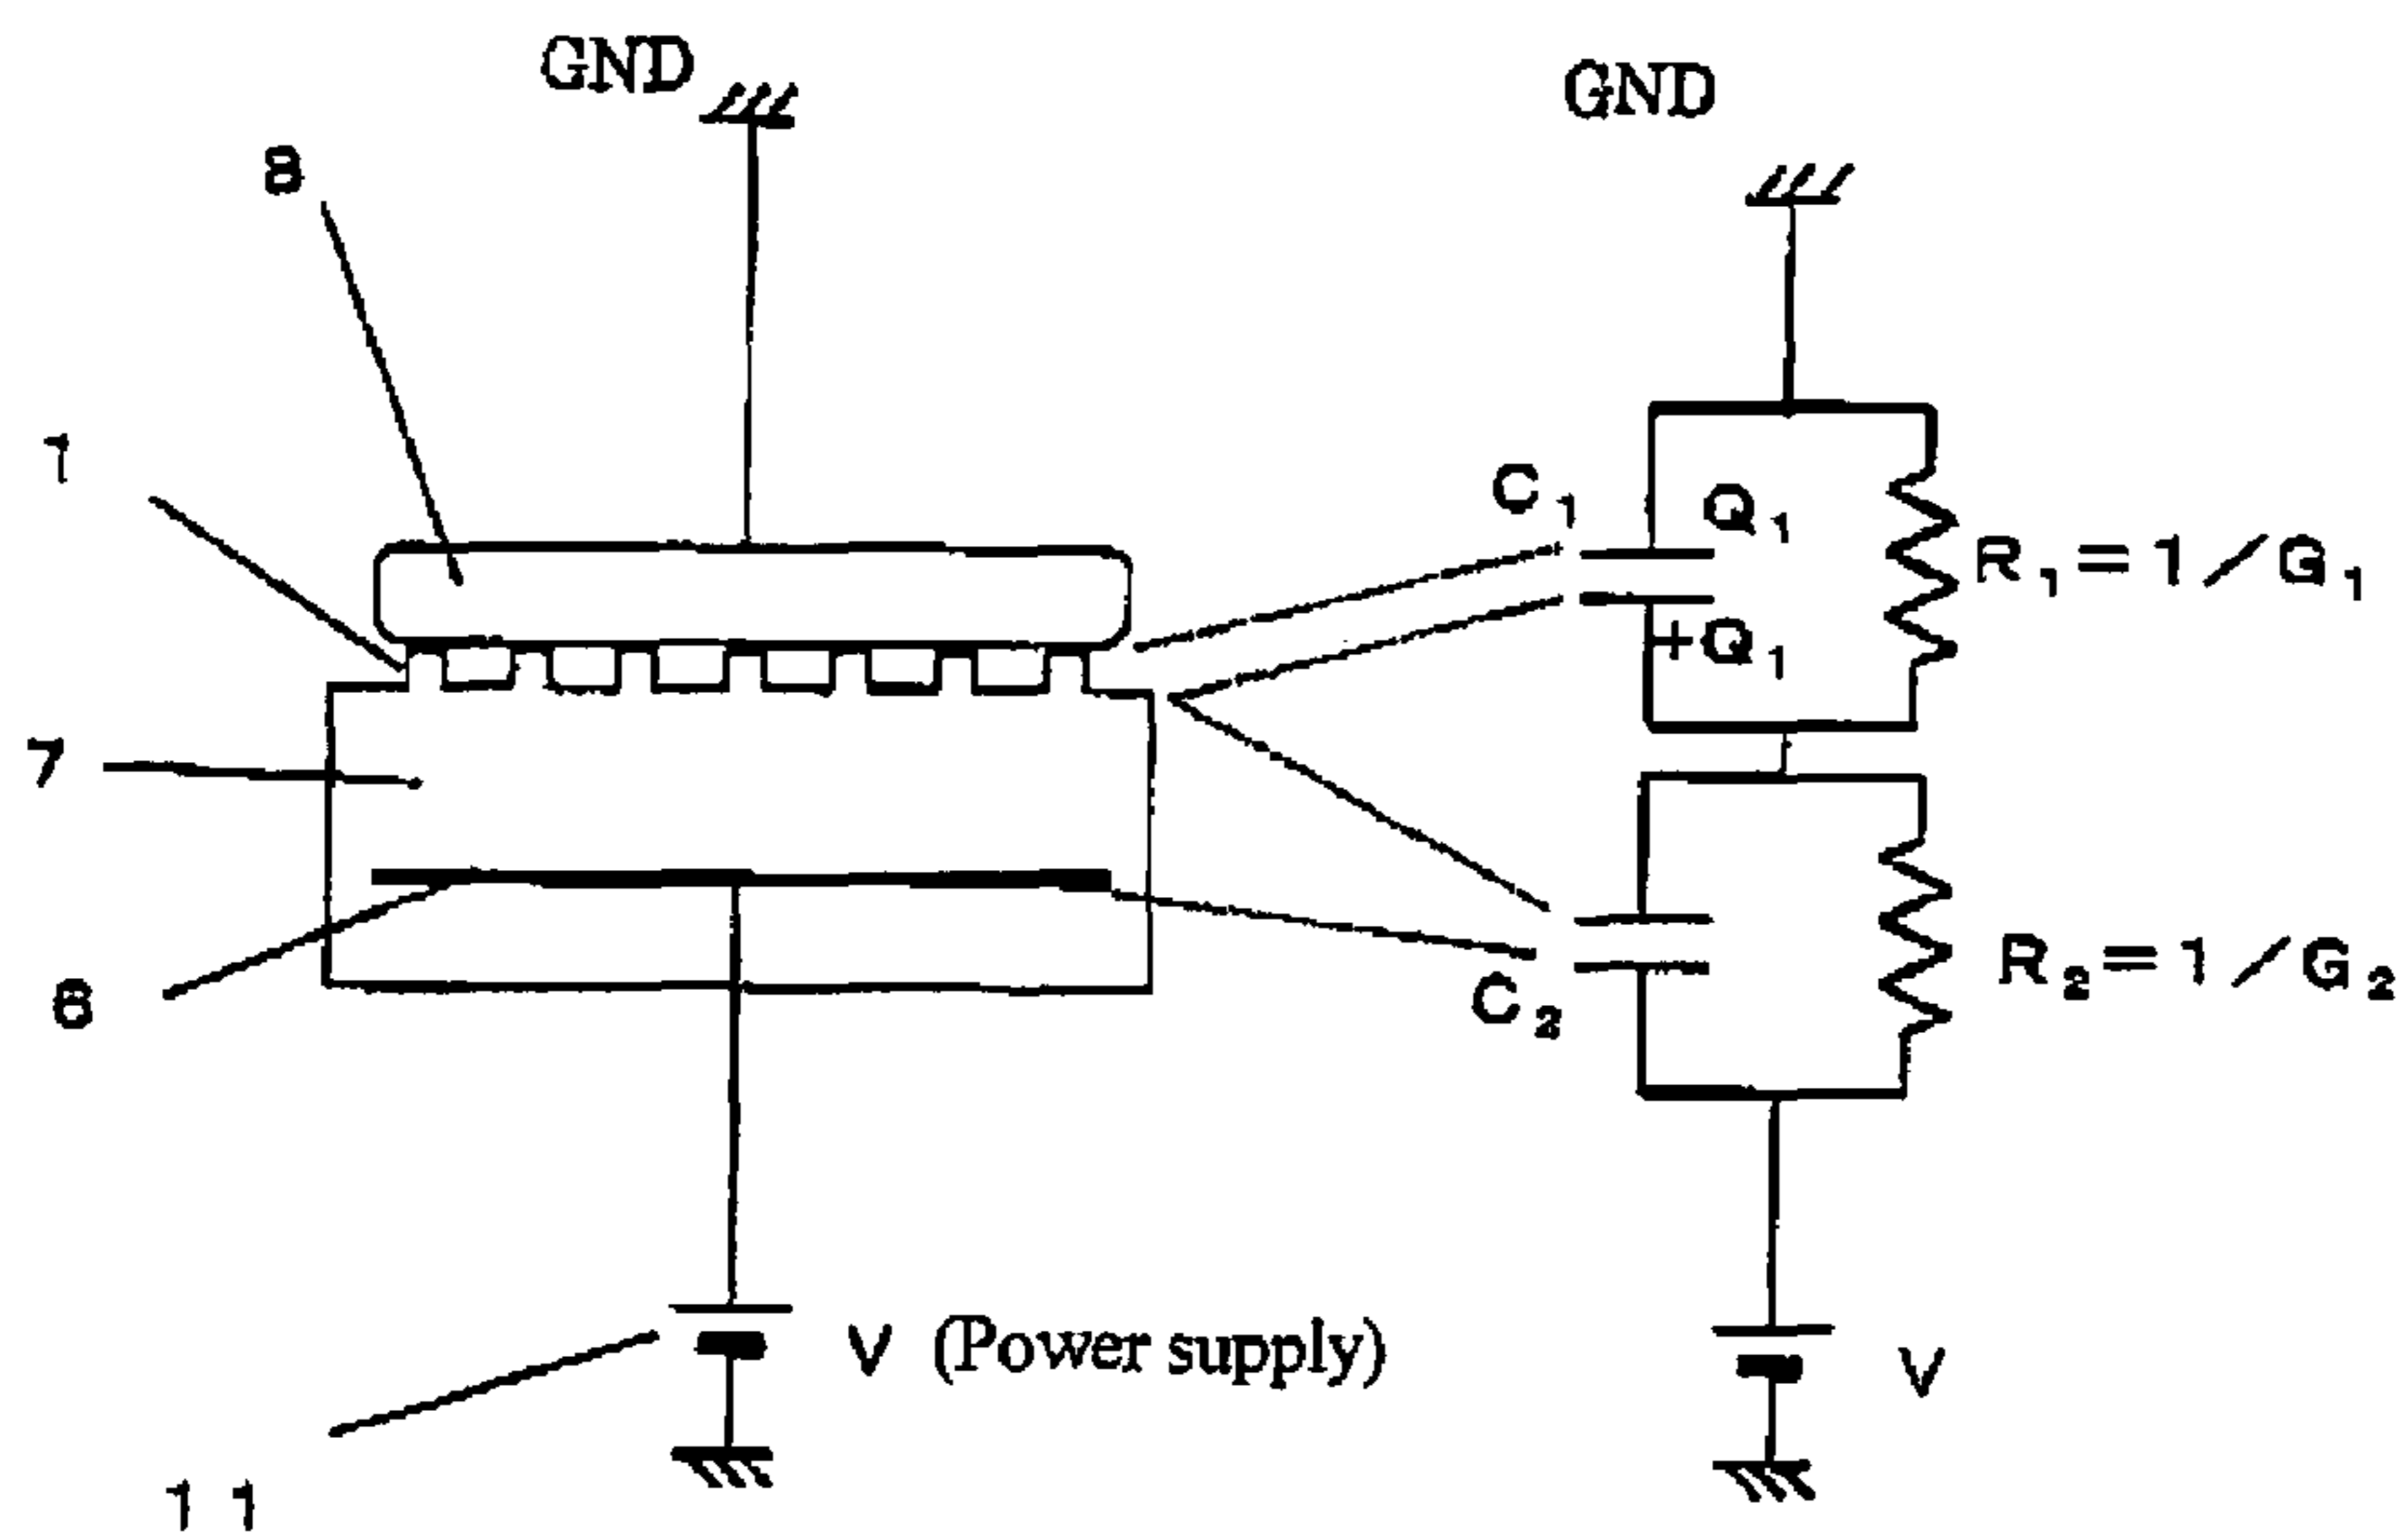 GND
GND
8
1
C1
Q1
R1=1/G1
+Q1
7
6
C2
R2=1/G2
V (Power supply)
V
11